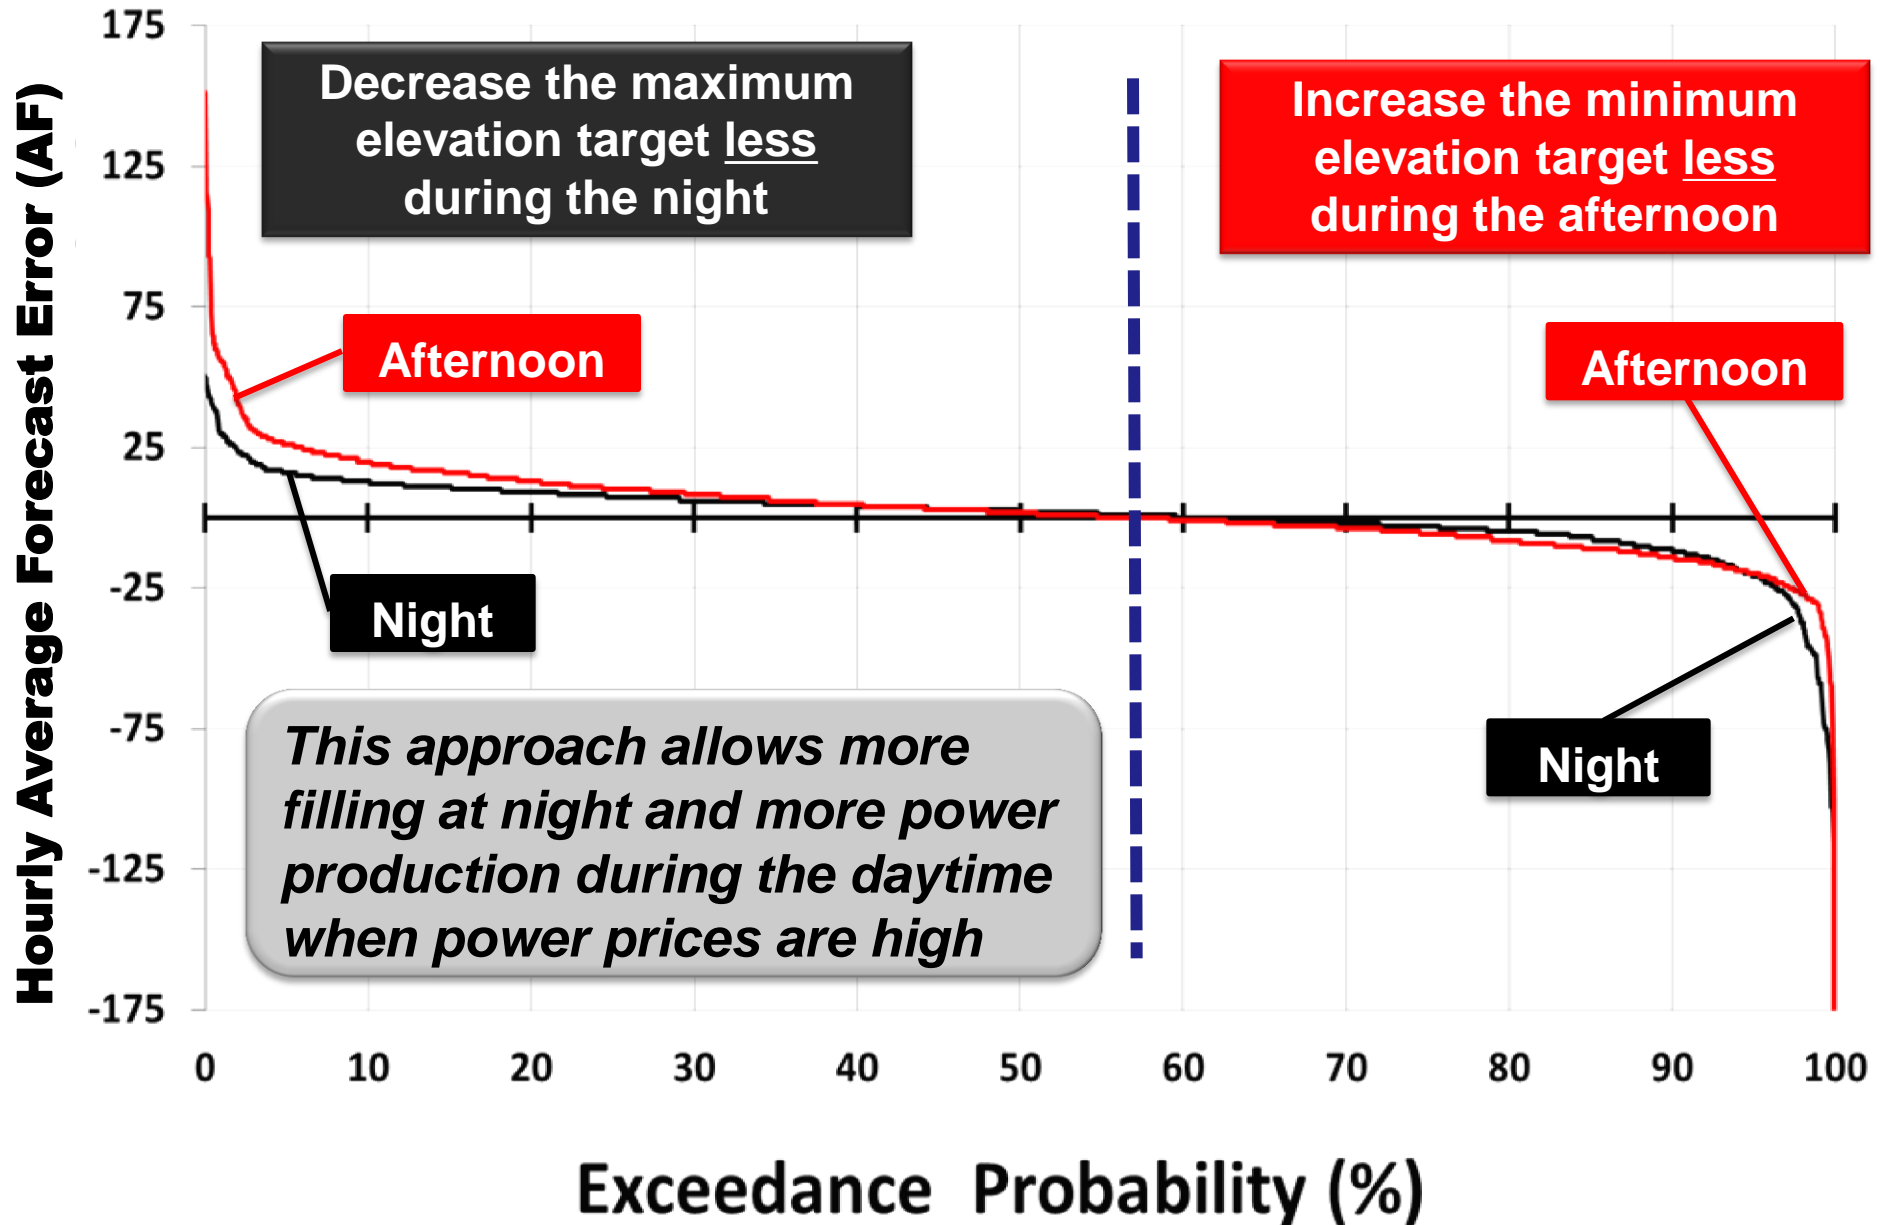 175
125
75
25
-25
-75
-125
-175
Hourly Average Forecast Error (AF)
Decrease the maximum
elevation target less
during the night
Increase the minimum
elevation target less
during the afternoon
Afternoon
Afternoon
Night
Night
This approach allows more
filling at night and more power
production during the daytime
when power prices are high
0 10 20 30 40 50 60 70 80 90 100
Exceedance Probability (%)